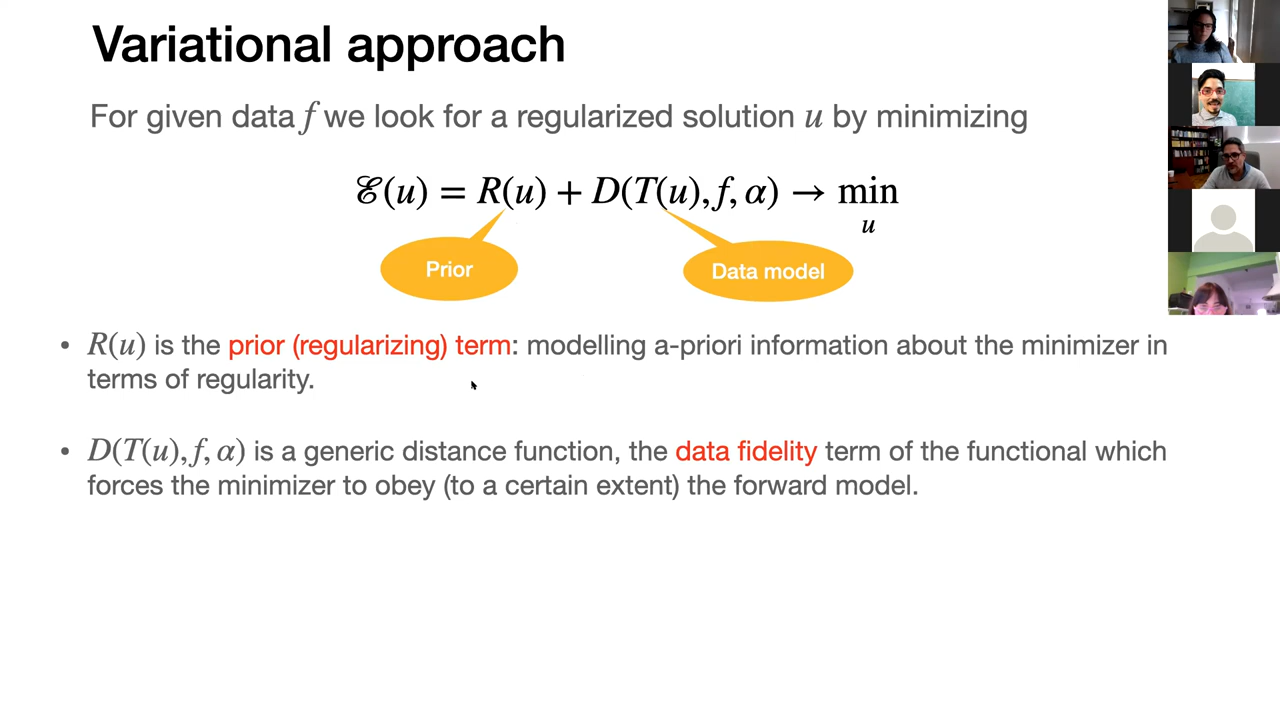 Variational approach
For given data f we look for a regularized solution u by minimizing
ℰ(u) = R(u) + D(T(u), f, α) → min
u
Prior
Data model
• R(u) is the prior (regularizing) term: modelling a-priori information about the minimizer in
terms of regularity.
• D(T(u), f, α) is a generic distance function, the data fidelity term of the functional which
forces the minimizer to obey (to a certain extent) the forward model.